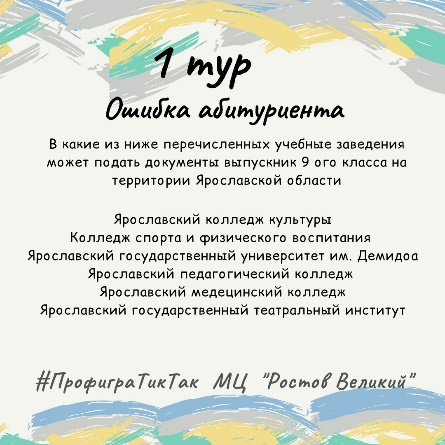 1 тур
Ошибка абитуриента
В какие из ниже перечисленных учебные заведения
может подать документы выпускник 9 ого класса на
территории Ярославской области
Ярославский колледж культуры
Колледж спорта и физического воспитания
Ярославский государственный университет им. Демидоа
Ярославский педагогический колледж
Ярославский медецинский колледж
Ярославский государственный театральный институт
#ПрофиграТикТак МЦ "Ростов Великий"